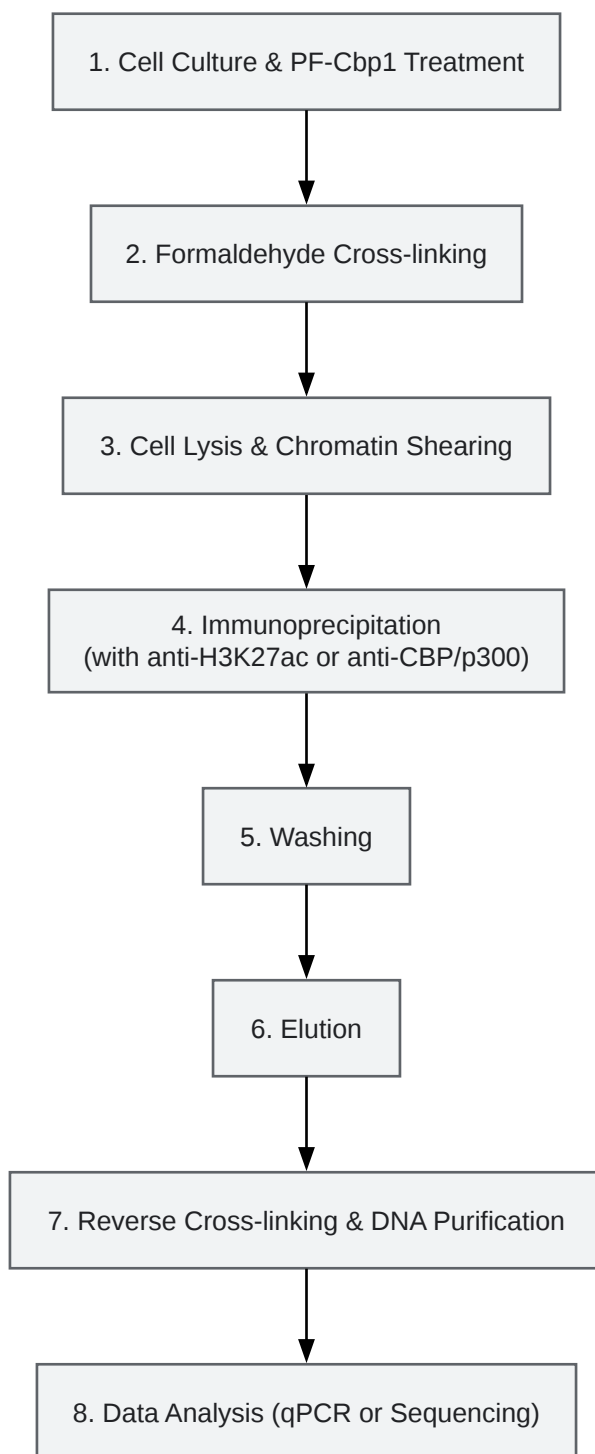 1. Cell Culture & PF-Cbp1 Treatment
2. Formaldehyde Cross-linking
3. Cell Lysis & Chromatin Shearing
4. Immunoprecipitation
(with anti-H3K27ac or anti-CBP/p300)
5. Washing
6. Elution
7. Reverse Cross-linking & DNA Purification
8. Data Analysis (qPCR or Sequencing)